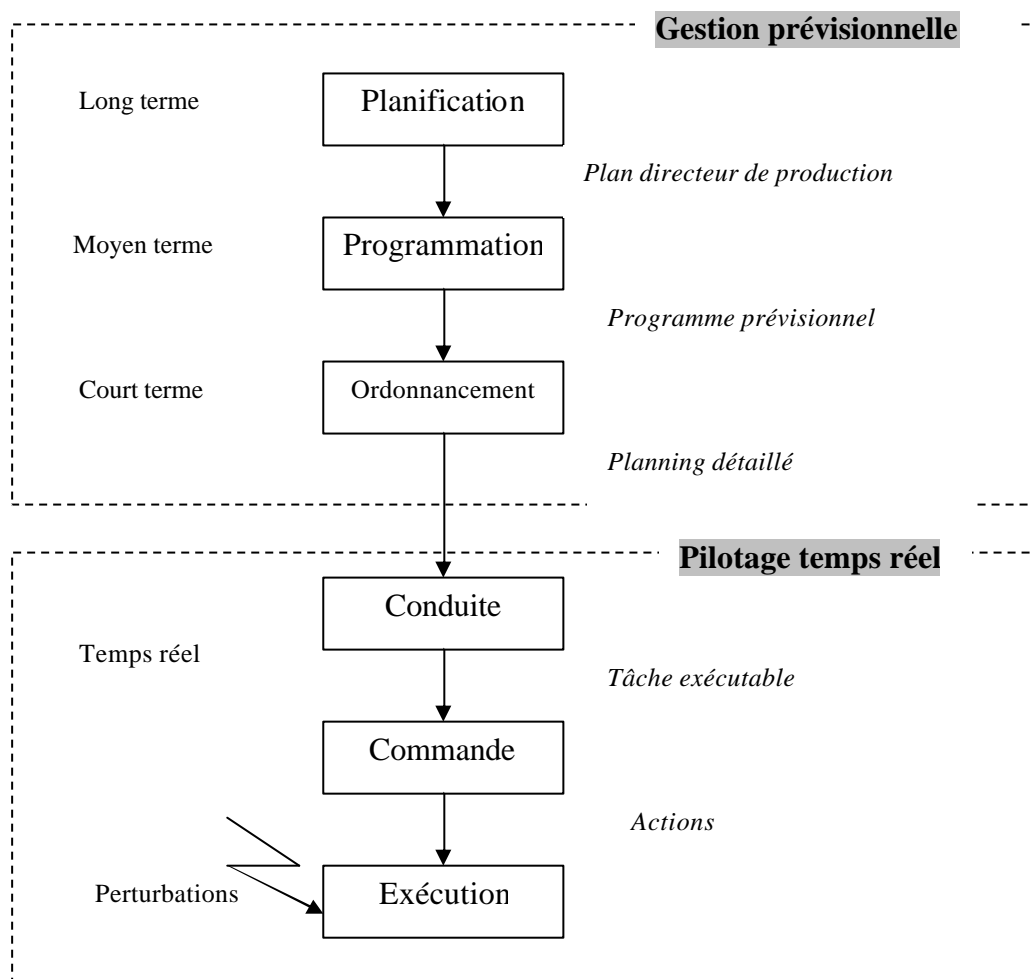 Gestion prévisionnelle
Long terme
Planification
Plan directeur de production
Moyen terme
Programmation
Programme prévisionnel
Court terme
Ordonnancement
Planning détaillé
Pilotage temps réel
Conduite
Temps réel
Tâche exécutable
Commande
Actions
Perturbations
Exécution